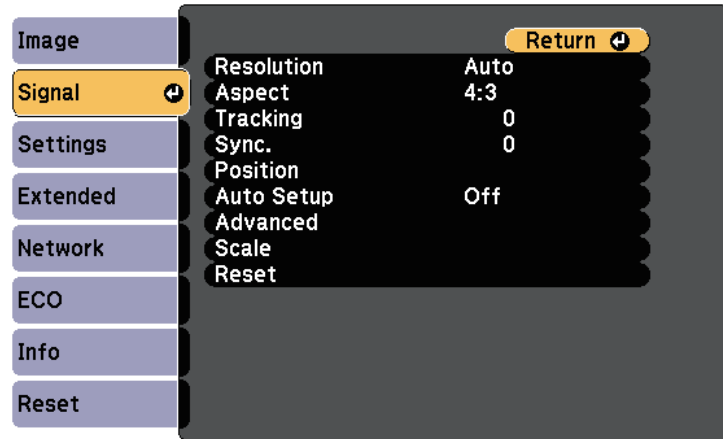 Image
Signal
Settings
Extended
Network
ECO
Info
Reset
Return
Resolution Auto
Aspect 4:3
Tracking 0
Sync. 0
Position
Auto Setup Off
Advanced
Scale
Reset